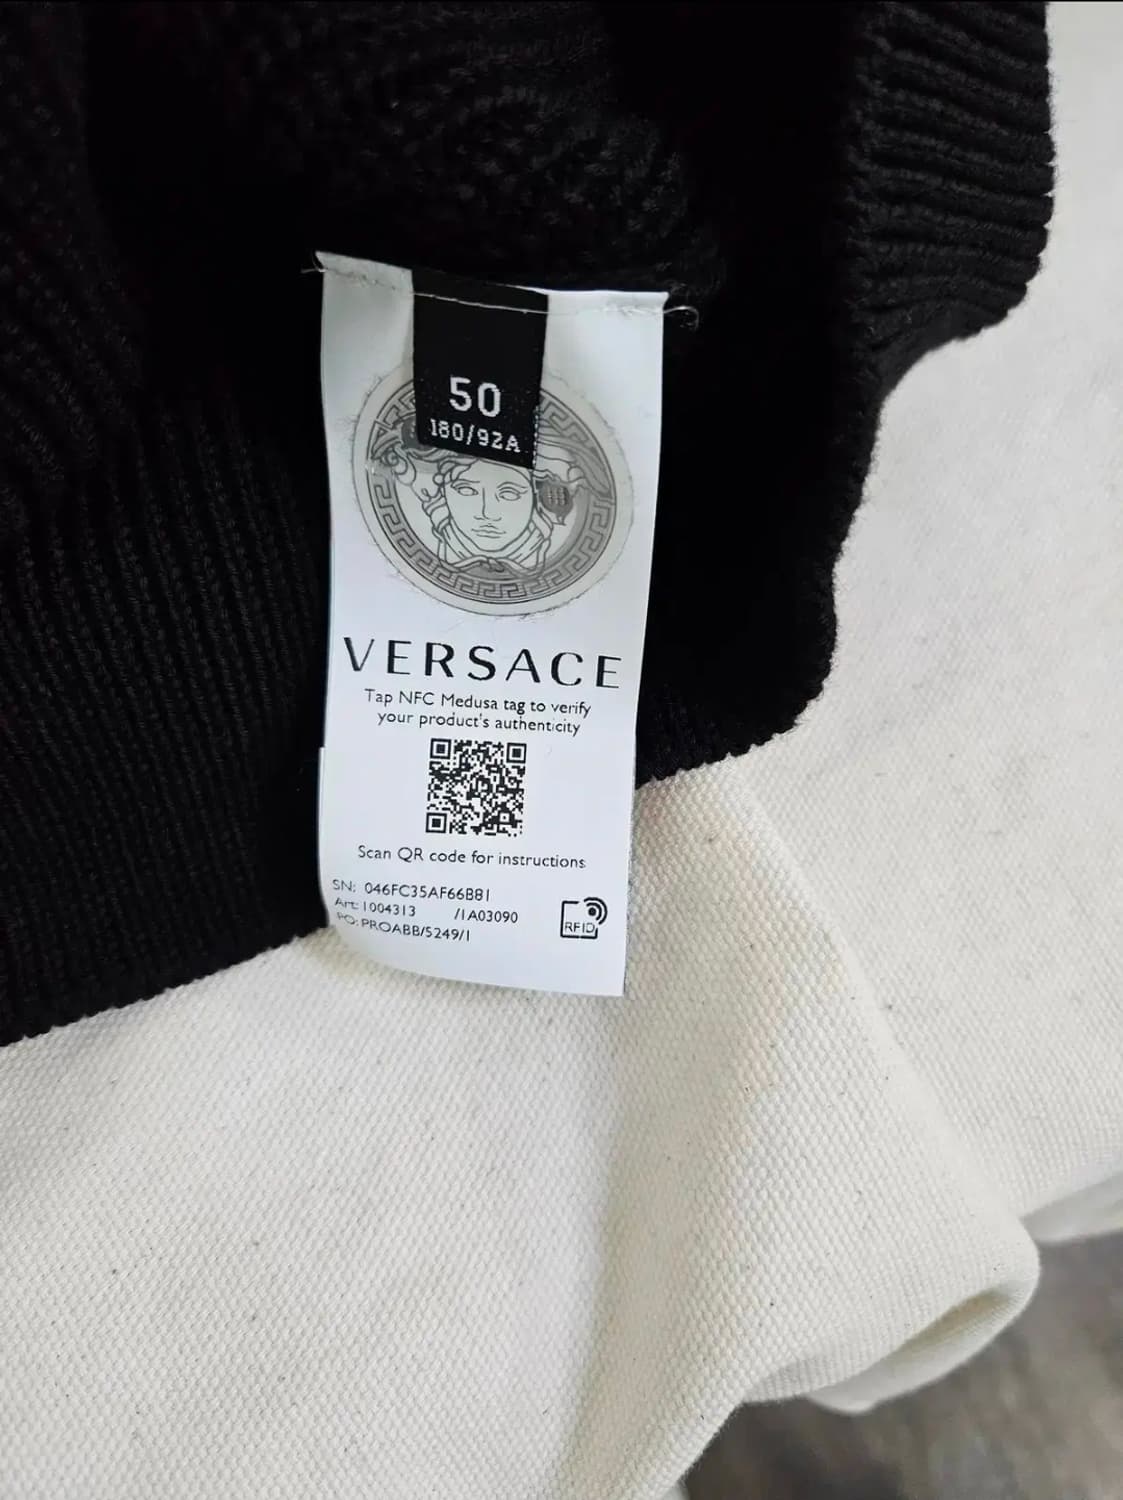 50
180/92A
VERSACE
Tap NFC Medusa tag to verify
your product's authenticity
Scan QR code for instructions
SN: 046FC35AF66B81
Art: 1004313 /1A03090
PO: PROABB/5249/1
RFID